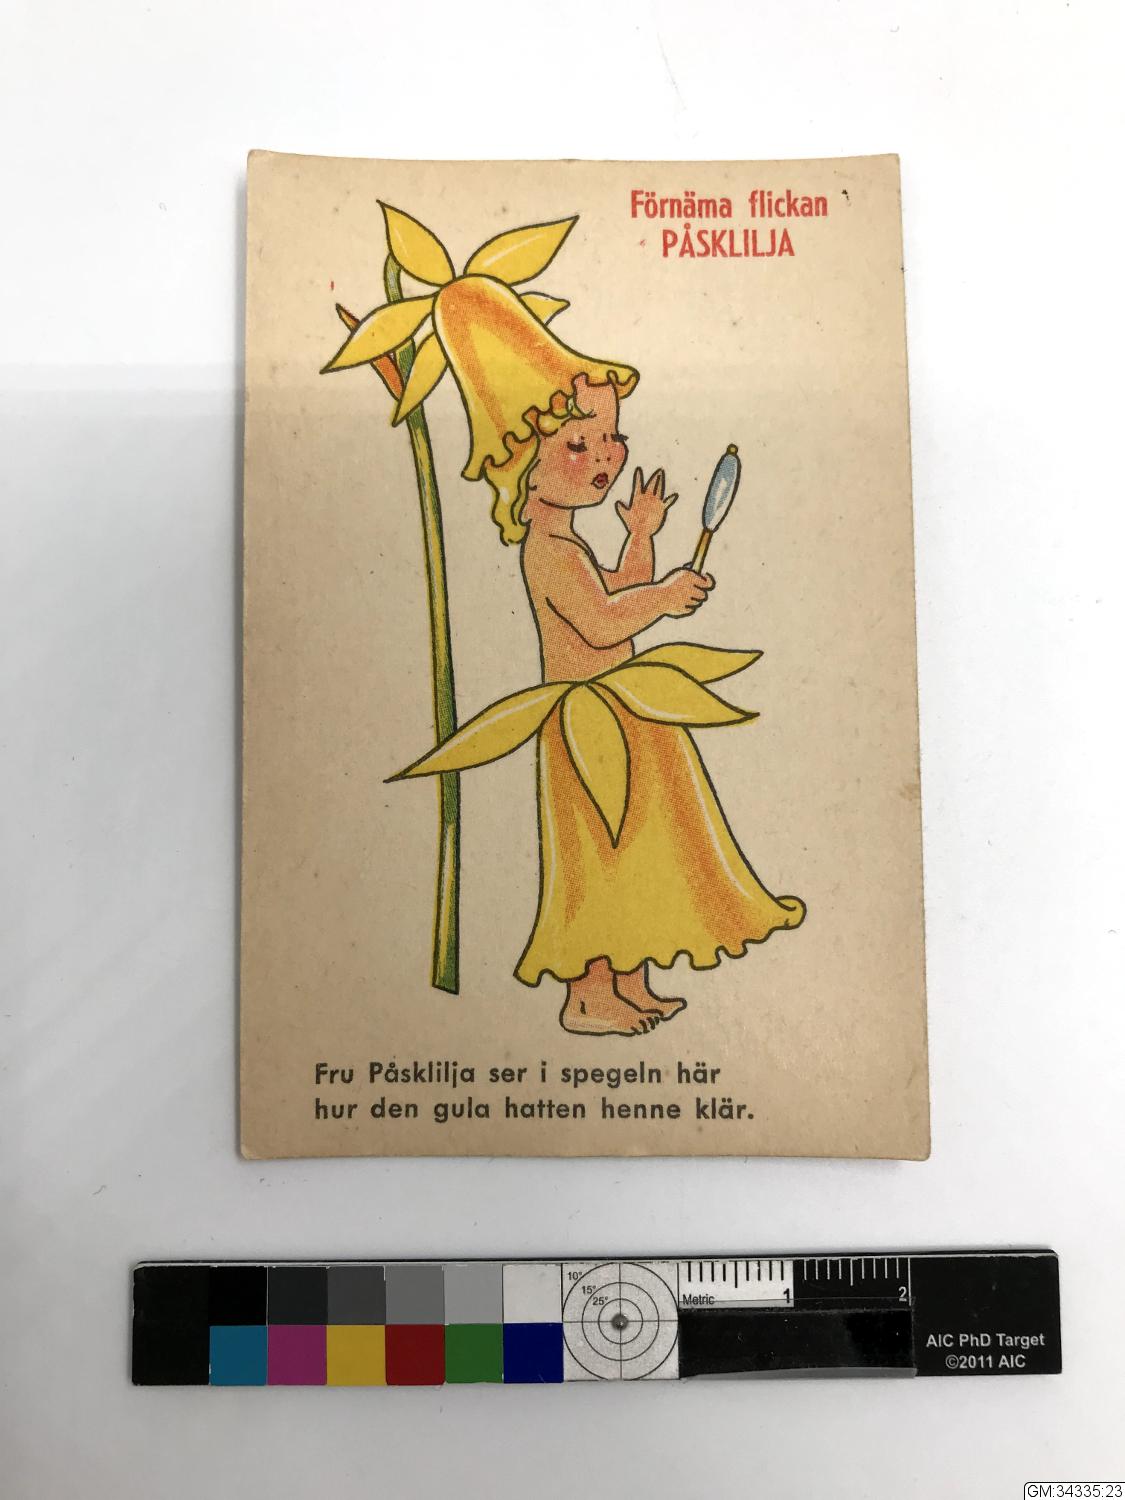 Förnäma flickan
PÅSKLILJA
Fru Påsklilja ser i spegeln här
hur den gula hatten henne klär.
10°
15°
25°
Metric
1
2
AIC PhD Target
©2011 AIC
GM:34335:23